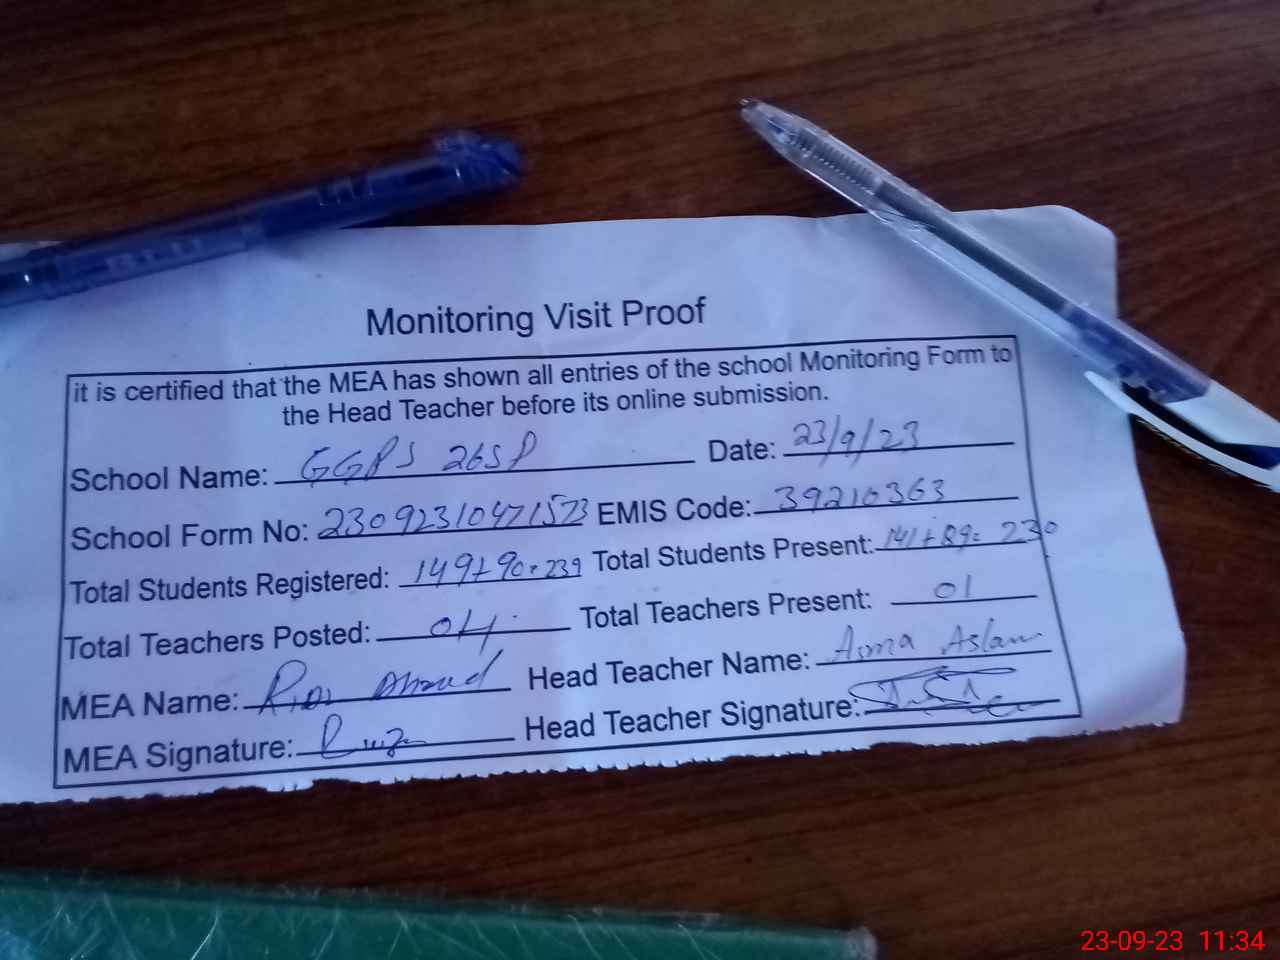 BLU
Monitoring Visit Proof
it is certified that the MEA has shown all entries of the school Monitoring Form to
the Head Teacher before its online submission.
School Name: GGPS 26SP Date: 23/9/23
School Form No: 23092310471573 EMIS Code: 39210363
Total Students Registered: 149+90=239 Total Students Present: 141+89= 230
Total Teachers Posted: 04 Total Teachers Present: 01
MEA Name: Ahmad Head Teacher Name: Asma Aslam
MEA Signature: Head Teacher Signature:
23-09-23 11:34